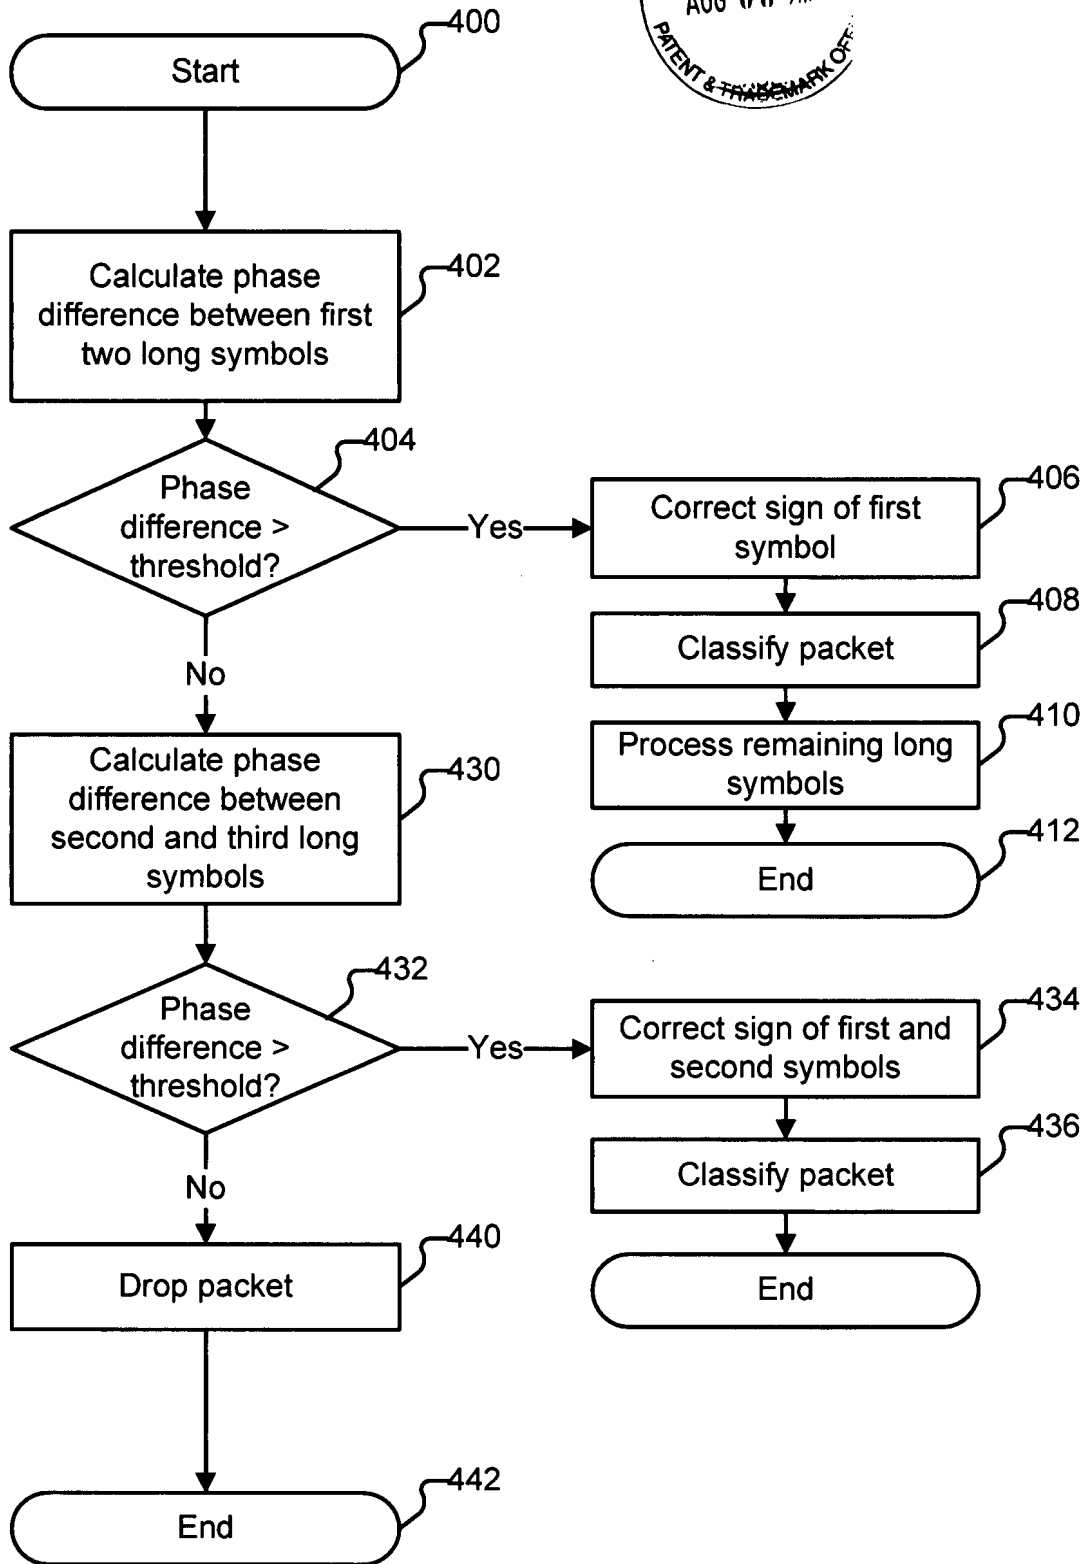 400
Start
AUG
PATENT & TRADEMARK
402
Calculate phase
difference between first
two long symbols
404
Phase
difference >
threshold?
Yes
406
Correct sign of first
symbol
408
Classify packet
410
Process remaining long
symbols
412
End
No
430
Calculate phase
difference between
second and third long
symbols
432
Phase
difference >
threshold?
Yes
434
Correct sign of first and
second symbols
436
Classify packet
End
No
440
Drop packet
442
End